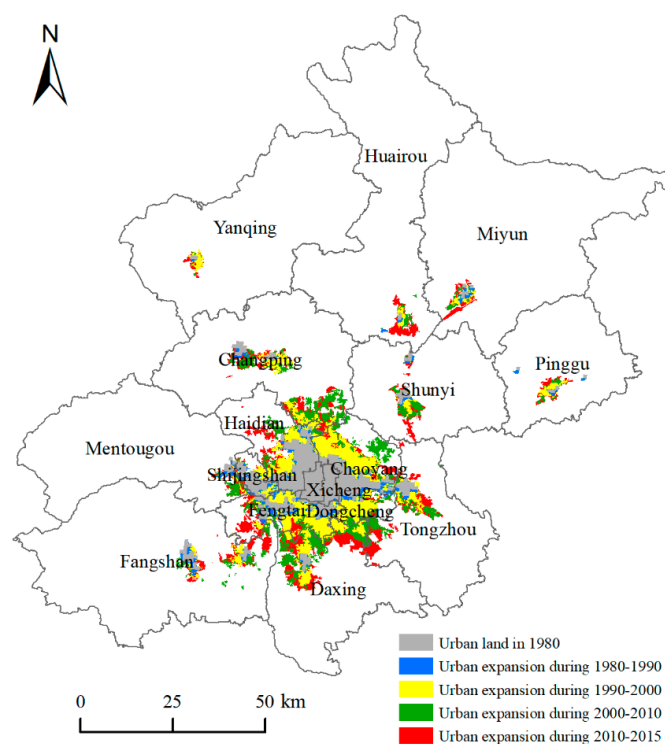 N
Huairou
Yanqing
Miyun
Changping
Pinggu
Shunyi
Haidian
Mentougou
Chaoyang
Shijingshan
Xicheng
Fengtai
Dongcheng
Tongzhou
Fangshan
Daxing
Urban land in 1980
Urban expansion during 1980-1990
Urban expansion during 1990-2000
Urban expansion during 2000-2010
Urban expansion during 2010-2015
0 25 50 km